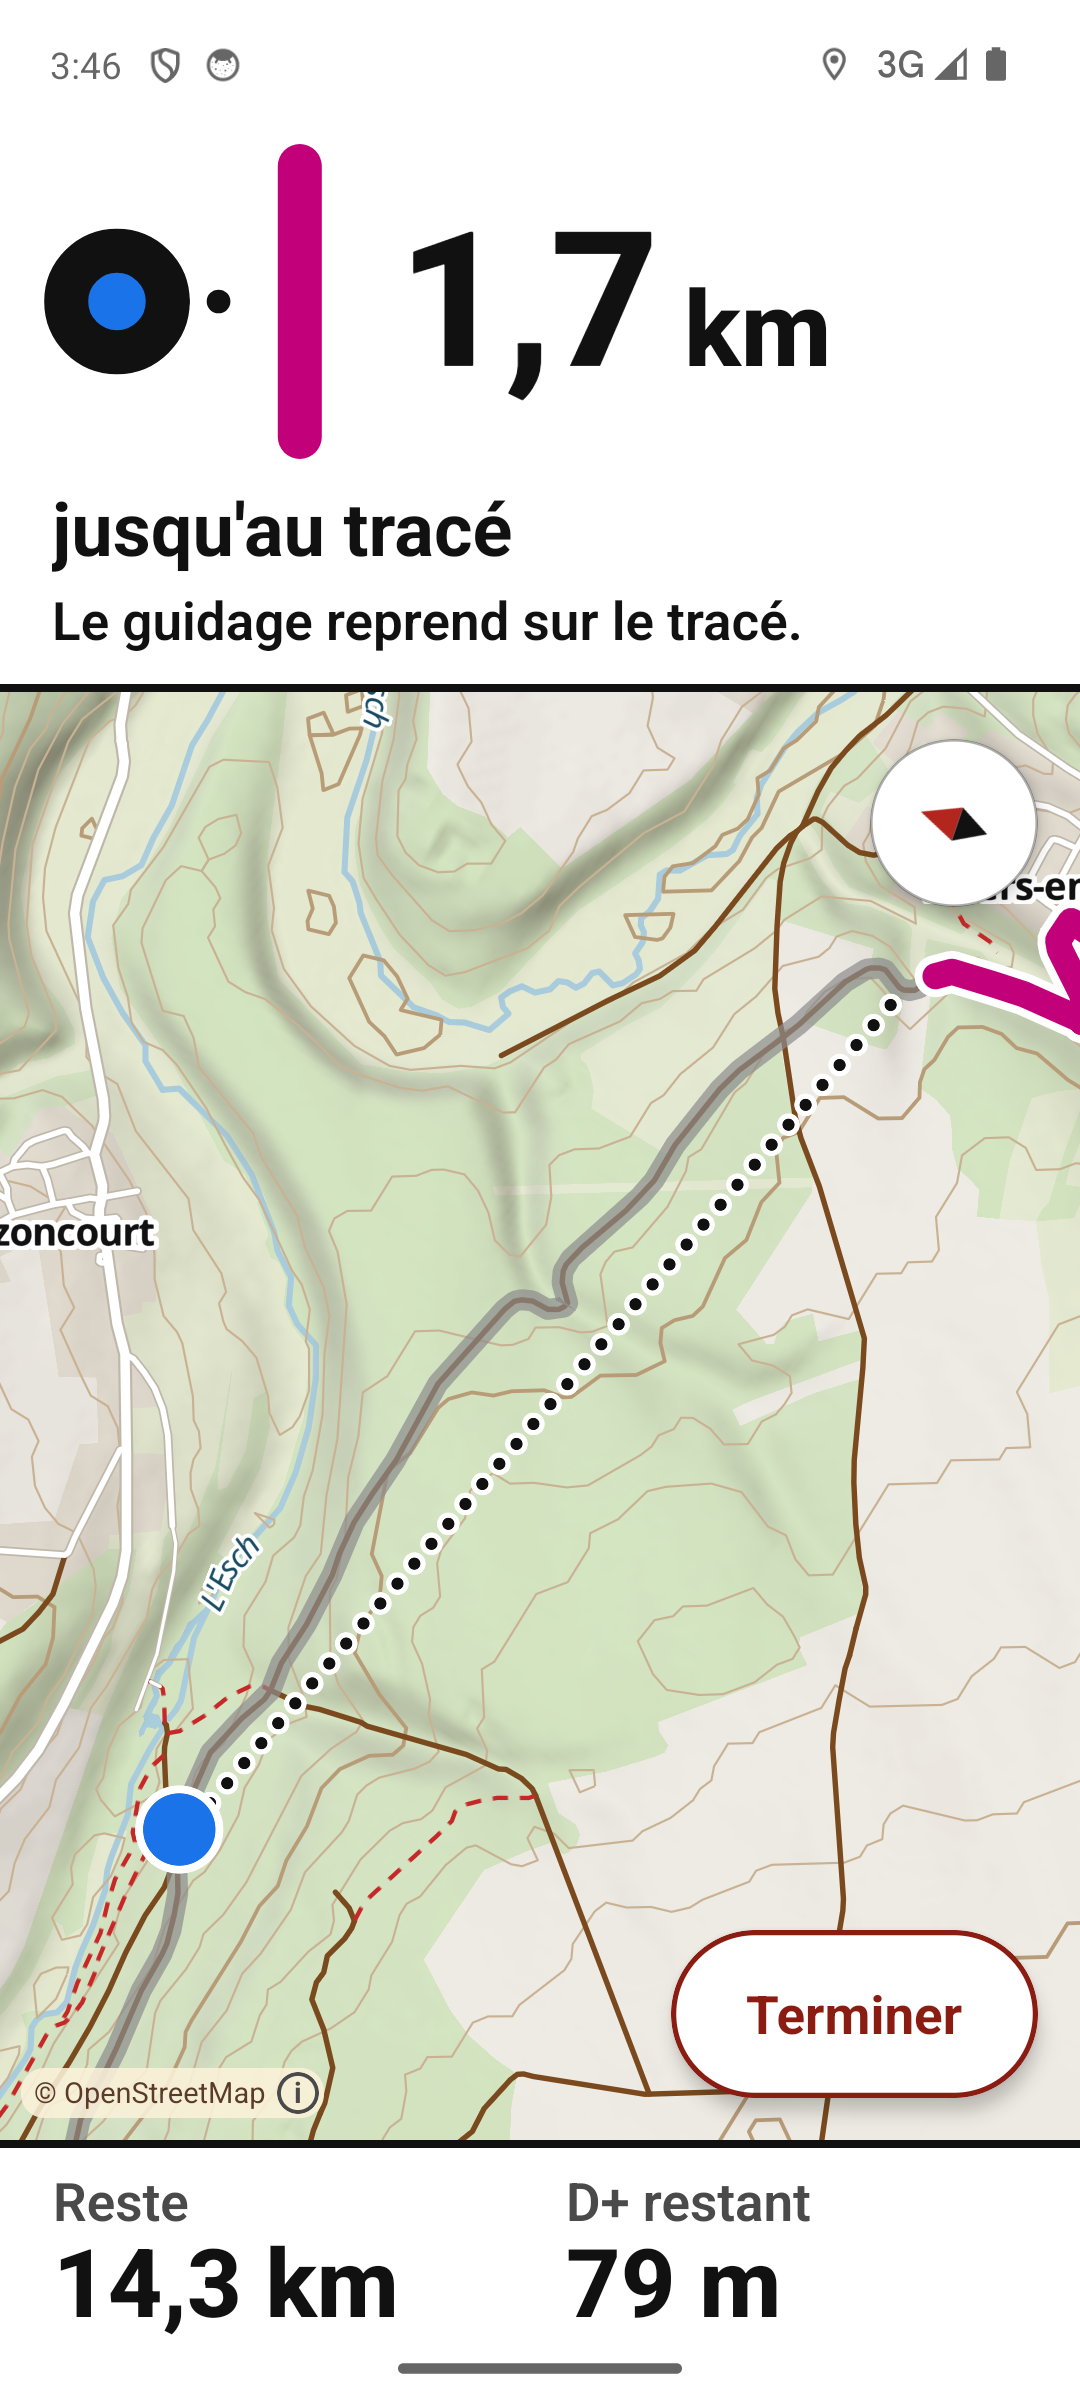 3:46
3G
1,7 km
jusqu'au tracé
Le guidage reprend sur le tracé.
L'Esch
© OpenStreetMap
Terminer
Reste
14,3 km
D+ restant
79 m